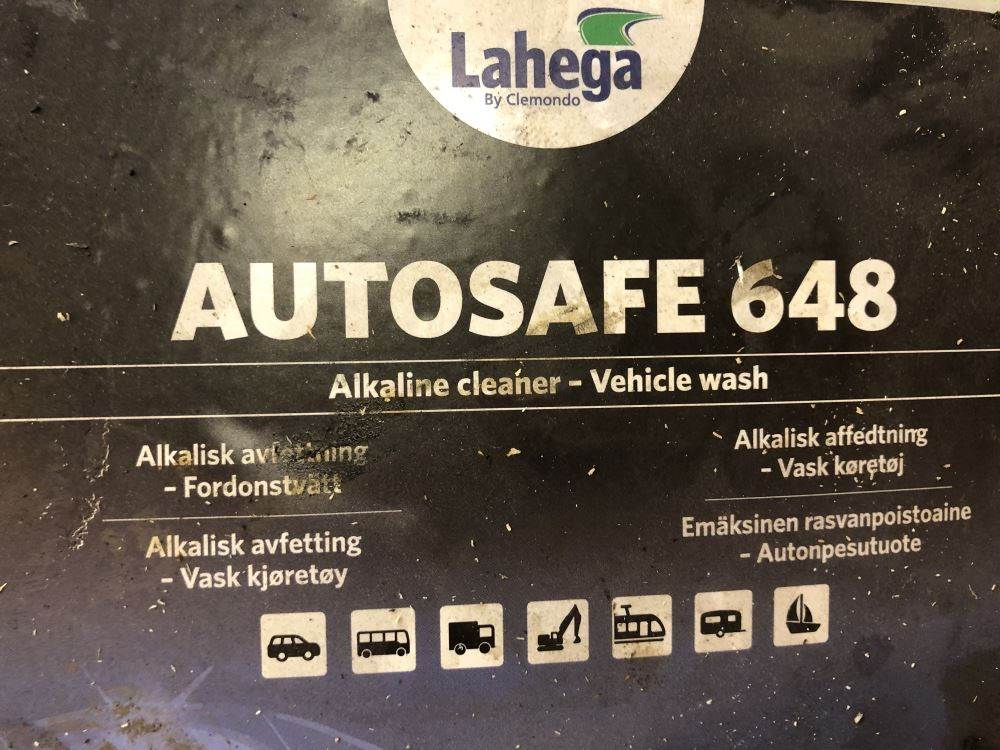 Lahega
By Clemondo
AUTOSAFE 648
Alkaline cleaner – Vehicle wash
Alkalisk avfettning
– Fordonstvätt
Alkalisk avfetting
– Vask kjøretøy
Alkalisk affedtning
– Vask køretøj
Emäksinen rasvanpoistoaine
– Autonpesutuote